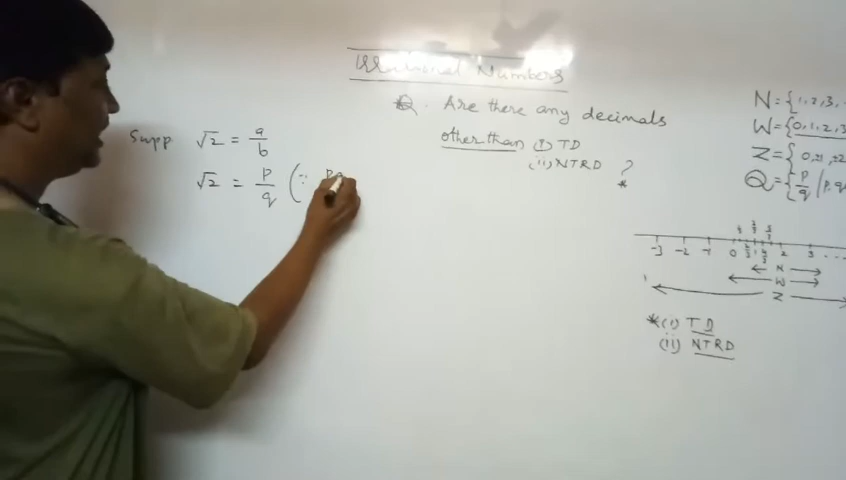 Irrational Numbers
Q. Are there any decimals
other than (i) TD
(ii) NTRD ?
*
Supp √2 = a/b
√2 = p/q (∵ p
N = {1, 2, 3,
W = {0, 1, 2, 3
Z = {0, ±1, ±2
Q = {p/q / p, q
-3 -2 -1 0 1 2 3 ...
N
W
Z
*(i) TD
(ii) NTRD